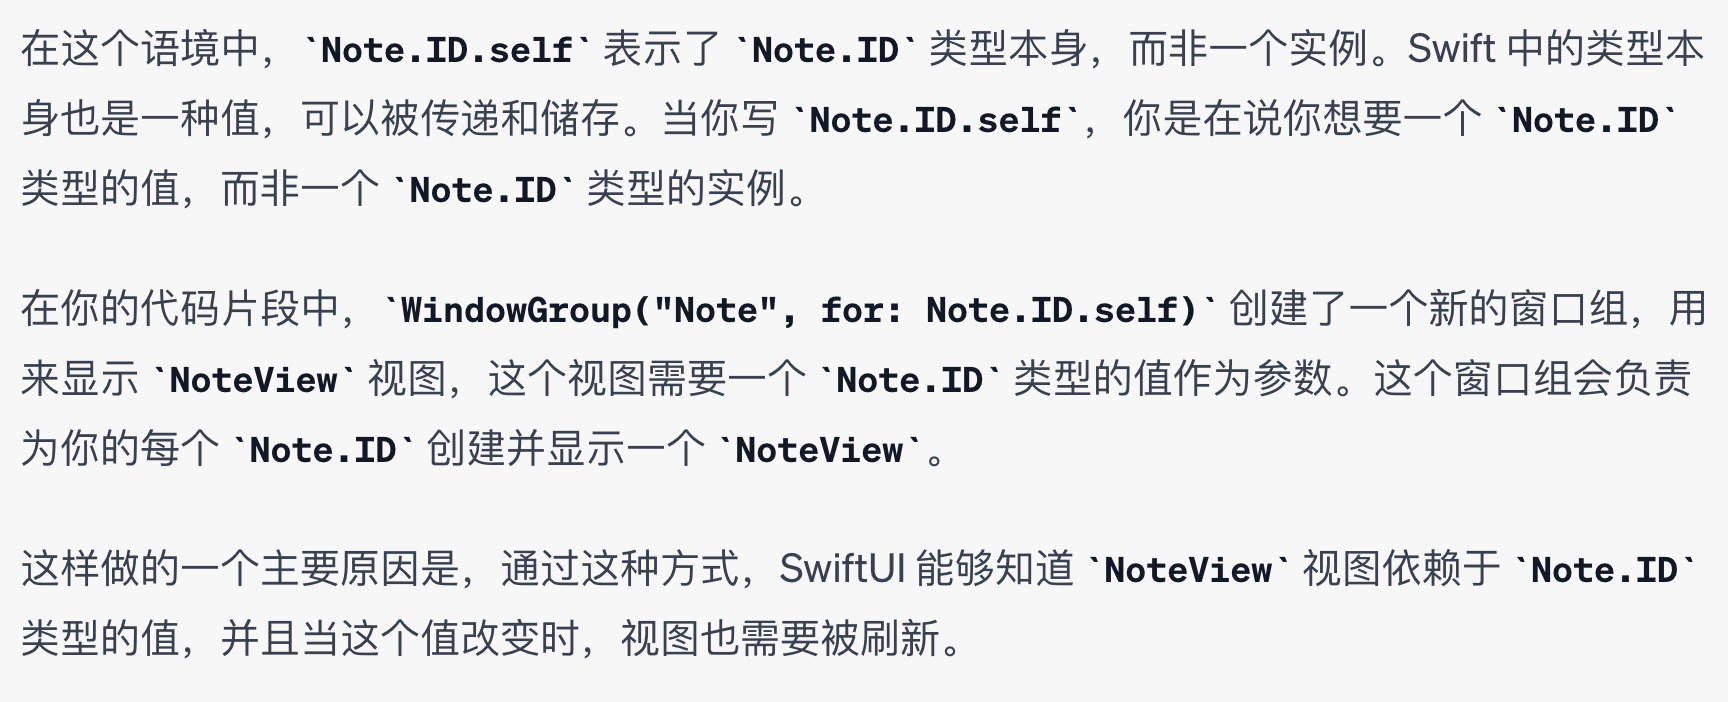 在这个语境中，`Note.ID.self` 表示了 `Note.ID` 类型本身，而非一个实例。Swift 中的类型本
身也是一种值，可以被传递和储存。当你写 `Note.ID.self`，你是在说你想要一个 `Note.ID`
类型的值，而非一个 `Note.ID` 类型的实例。
在你的代码片段中，`WindowGroup("Note", for: Note.ID.self)` 创建了一个新的窗口组，用
来显示 `NoteView` 视图，这个视图需要一个 `Note.ID` 类型的值作为参数。这个窗口组会负责
为你的每个 `Note.ID` 创建并显示一个 `NoteView`。
这样做的一个主要原因是，通过这种方式，SwiftUI 能够知道 `NoteView` 视图依赖于 `Note.ID`
类型的值，并且当这个值改变时，视图也需要被刷新。